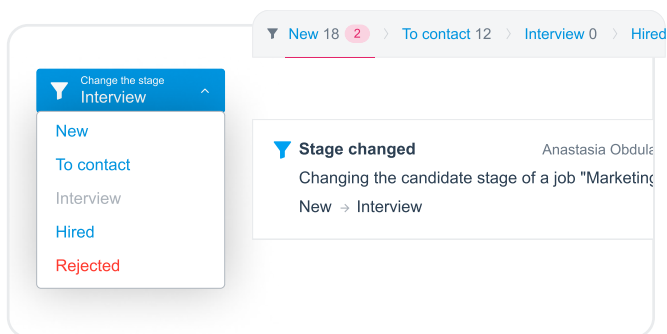 New 18 2 To contact 12 Interview 0 Hired
Change the stage
Interview
New
To contact
Interview
Hired
Rejected
Stage changed
Changing the candidate stage of a job "Marketing
New → Interview
Anastasia